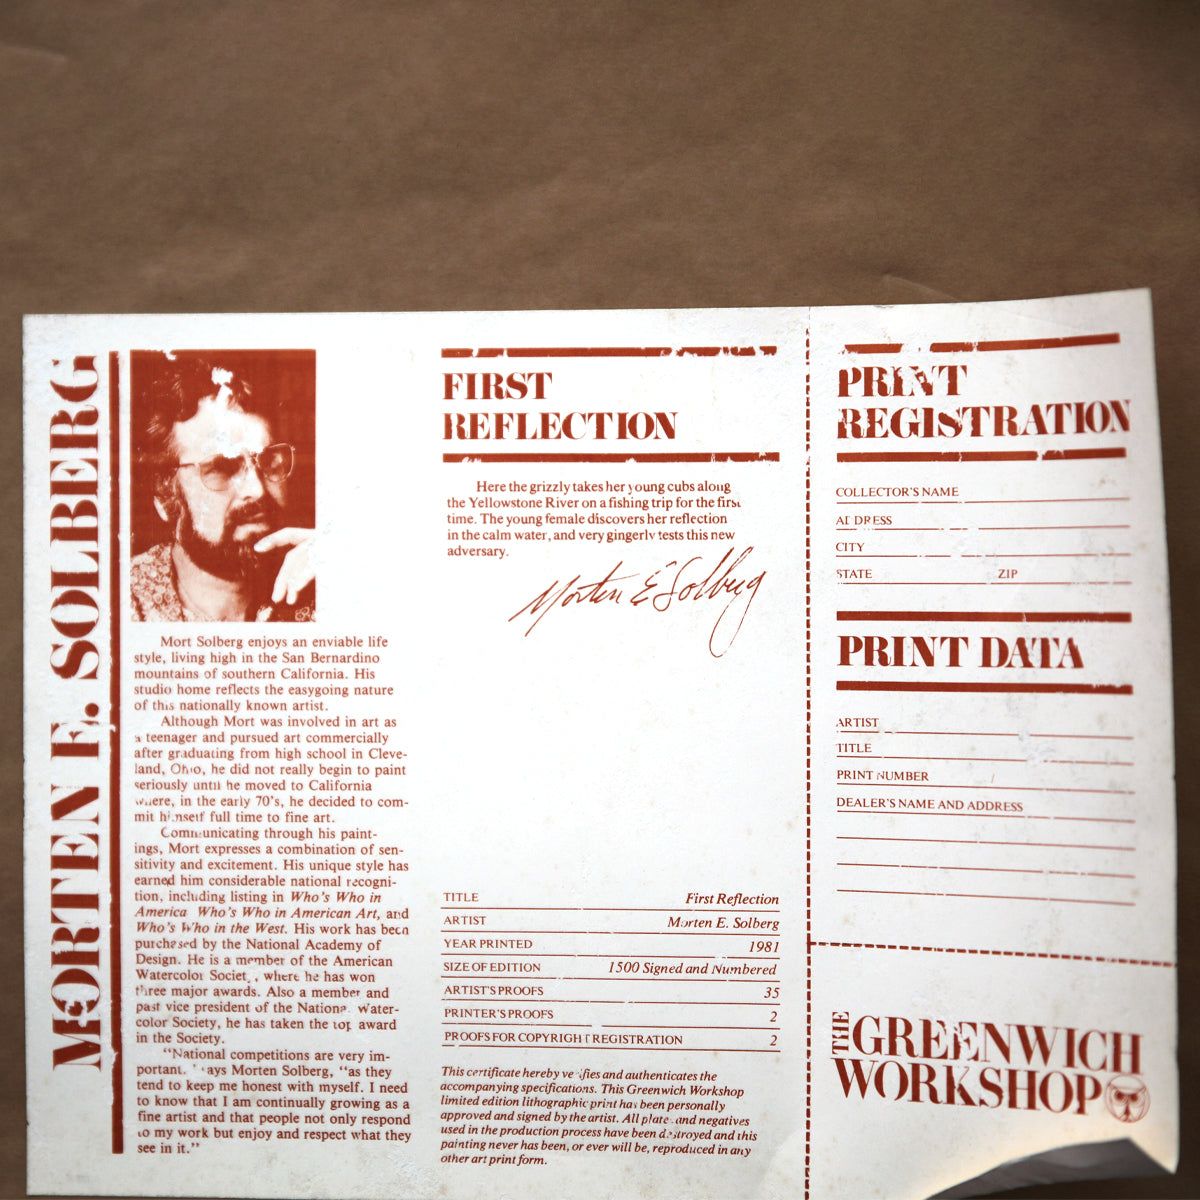 MORTEN E. SOLBERG
Mort Solberg enjoys an enviable life
style, living high in the San Bernardino
mountains of southern California. His
studio home reflects the easygoing nature
of this nationally known artist.
Although Mort was involved in art as
a teenager and pursued art commercially
after graduating from high school in Cleve-
land, Ohio, he did not really begin to paint
seriously until he moved to California
where, in the early 70's, he decided to com-
mit himself full time to fine art.
Communicating through his paint-
ings, Mort expresses a combination of sen-
sitivity and excitement. His unique style has
earned him considerable national recogni-
tion, including listing in Who's Who in
America Who's Who in American Art, and
Who's Who in the West. His work has been
purchased by the National Academy of
Design. He is a member of the American
Watercolor Society, where he has won
three major awards. Also a member and
past vice president of the National Water-
color Society, he has taken the top award
in the Society.
"National competitions are very im-
portant." says Morten Solberg, "as they
tend to keep me honest with myself. I need
to know that I am continually growing as a
fine artist and that people not only respond
to my work but enjoy and respect what they
see in it."
FIRST
REFLECTION
Here the grizzly takes her young cubs along
the Yellowstone River on a fishing trip for the first
time. The young female discovers her reflection
in the calm water, and very gingerly tests this new
adversary.
Morten E Solberg
TITLE First Reflection
ARTIST Morten E. Solberg
YEAR PRINTED 1981
SIZE OF EDITION 1500 Signed and Numbered
ARTIST'S PROOFS 35
PRINTER'S PROOFS 2
PROOFS FOR COPYRIGHT REGISTRATION 2
This certificate hereby verifies and authenticates the
accompanying specifications. This Greenwich Workshop
limited edition lithographic print has been personally
approved and signed by the artist. All plates and negatives
used in the production process have been destroyed and this
painting never has been, or ever will be, reproduced in any
other art print form.
PRINT
REGISTRATION
COLLECTOR'S NAME
ADDRESS
CITY
STATE ZIP
PRINT DATA
ARTIST
TITLE
PRINT NUMBER /
DEALER'S NAME AND ADDRESS
THE GREENWICH
WORKSHOP